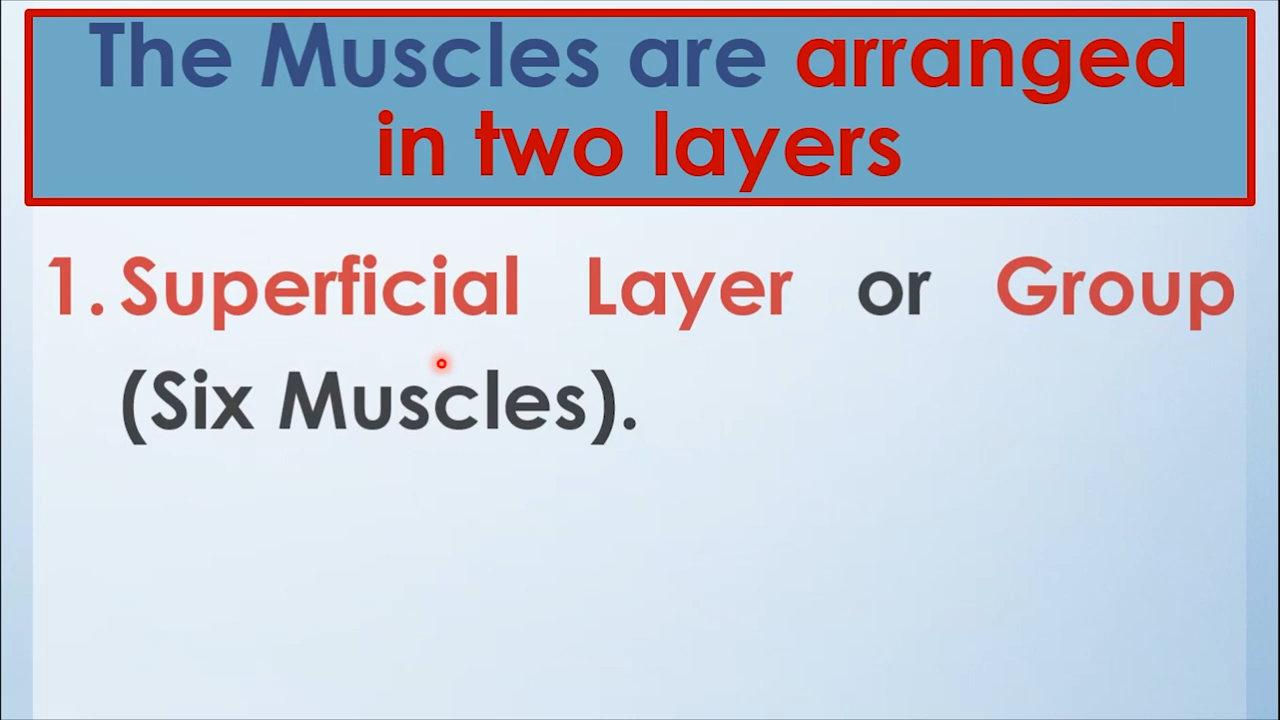 The Muscles are arranged
in two layers
1. Superficial Layer or Group
(Six Muscles).